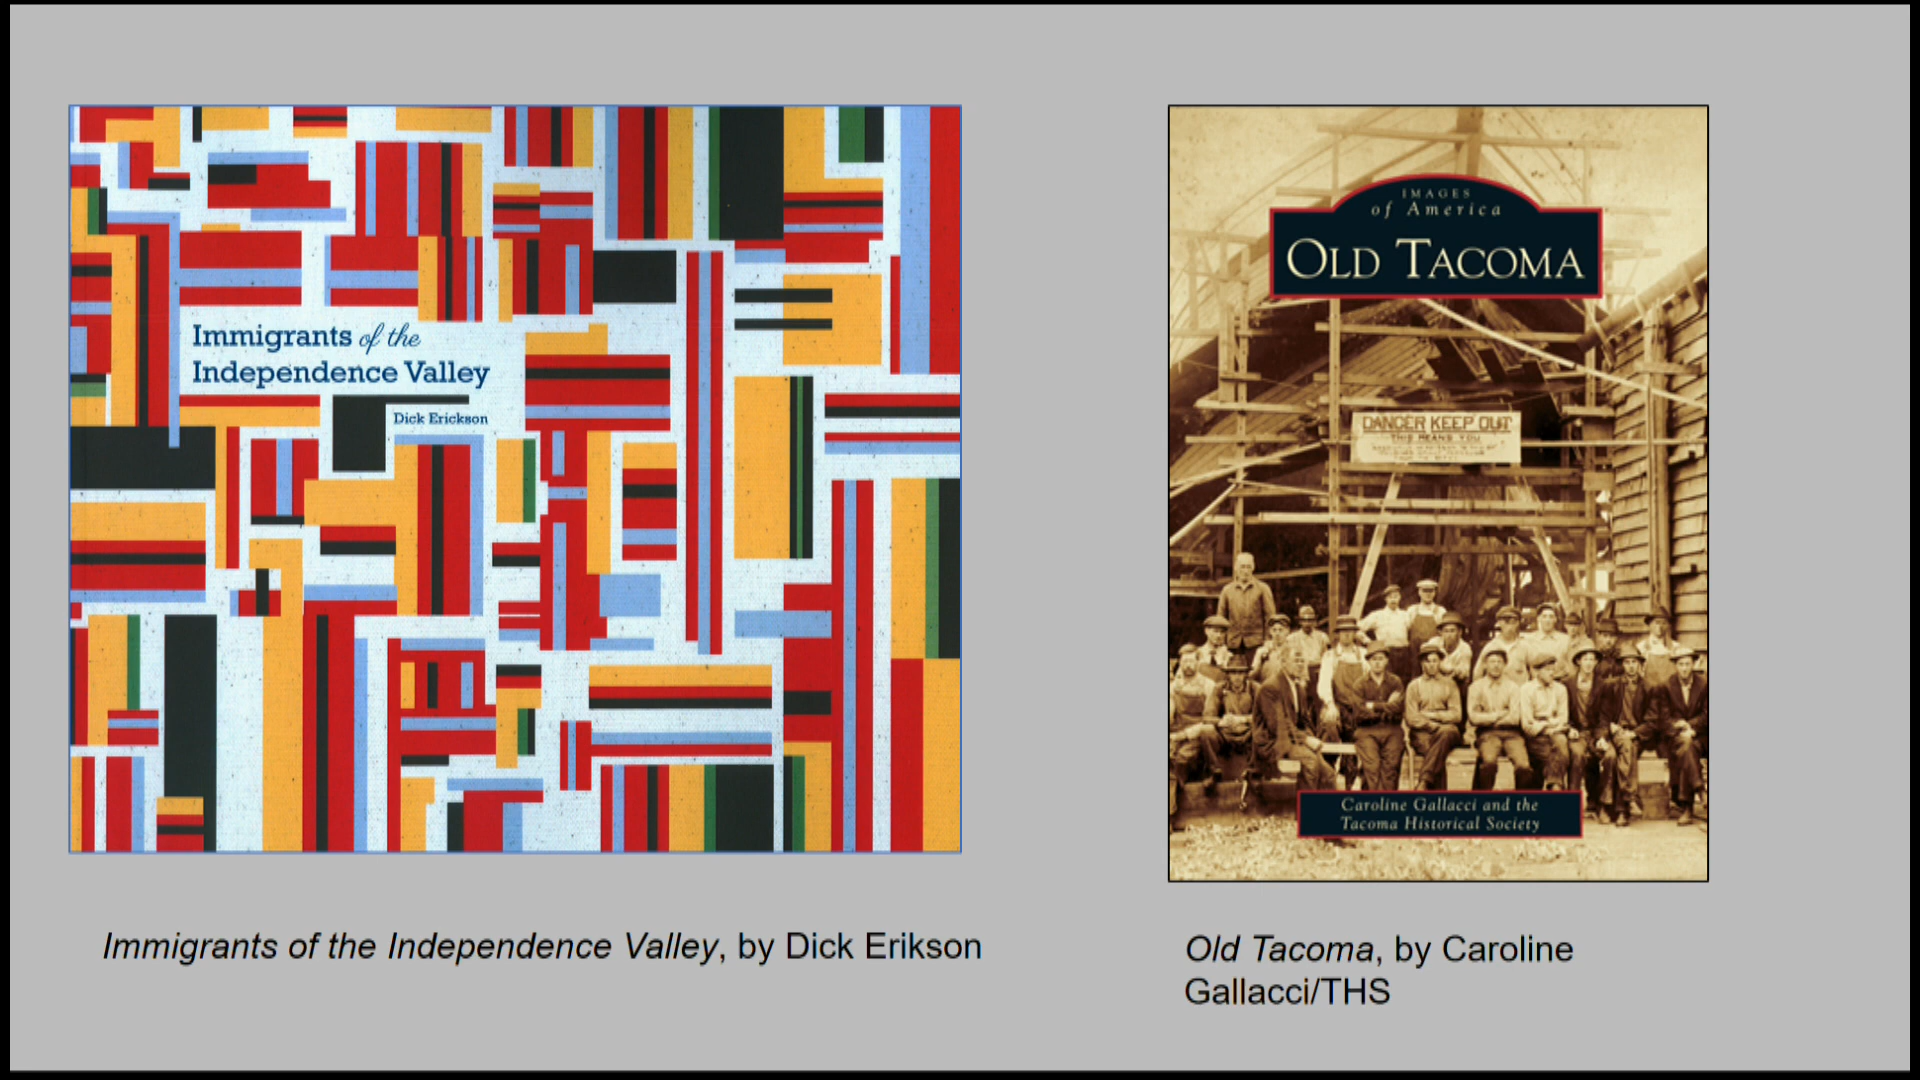 Immigrants of the
Independence Valley
Dick Erickson
IMAGES
of America
OLD TACOMA
DANGER KEEP OUT
THIS MEANS YOU
Caroline Gallacci and the
Tacoma Historical Society
Immigrants of the Independence Valley, by Dick Erikson
Old Tacoma, by Caroline
Gallacci/THS